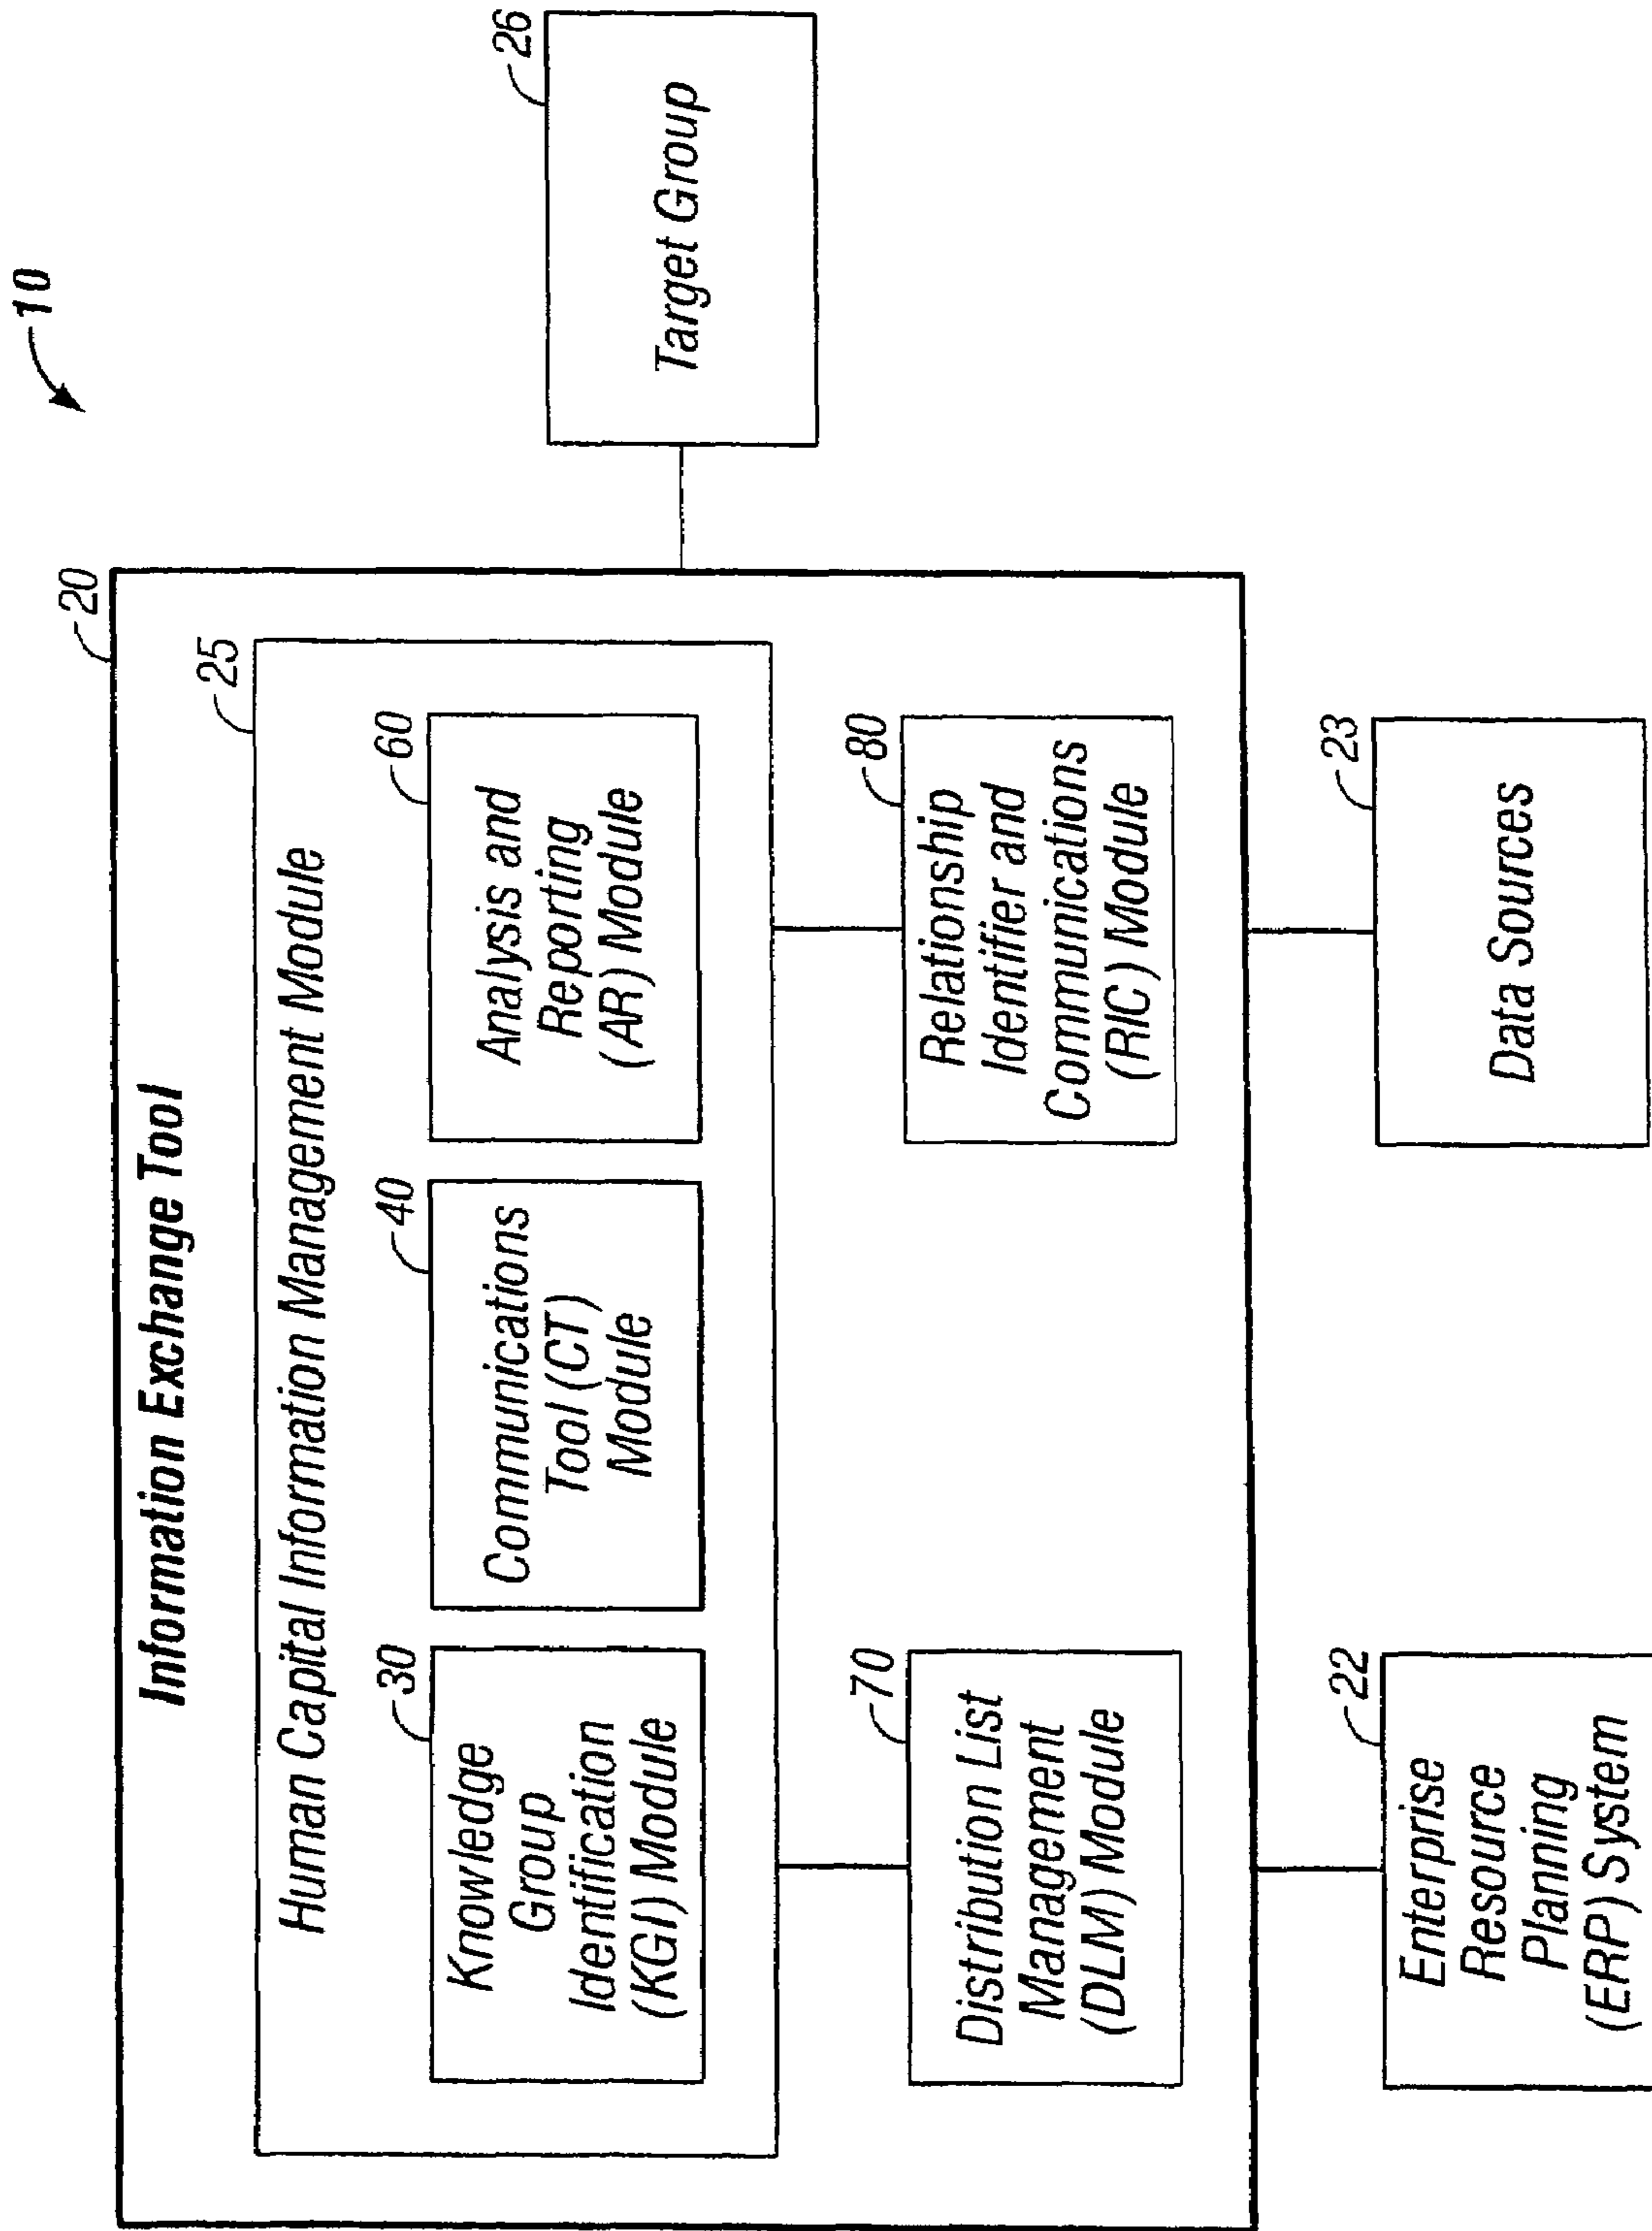 10
20
Information Exchange Tool
25
Human Capital Information Management Module
30
Knowledge
Group
Identification
(KGI) Module
40
Communications
Tool (CT)
Module
60
Analysis and
Reporting
(AR) Module
26
Target Group
70
Distribution List
Management
(DLM) Module
80
Relationship
Identifier and
Communications
(RIC) Module
22
Enterprise
Resource
Planning
(ERP) System
23
Data Sources